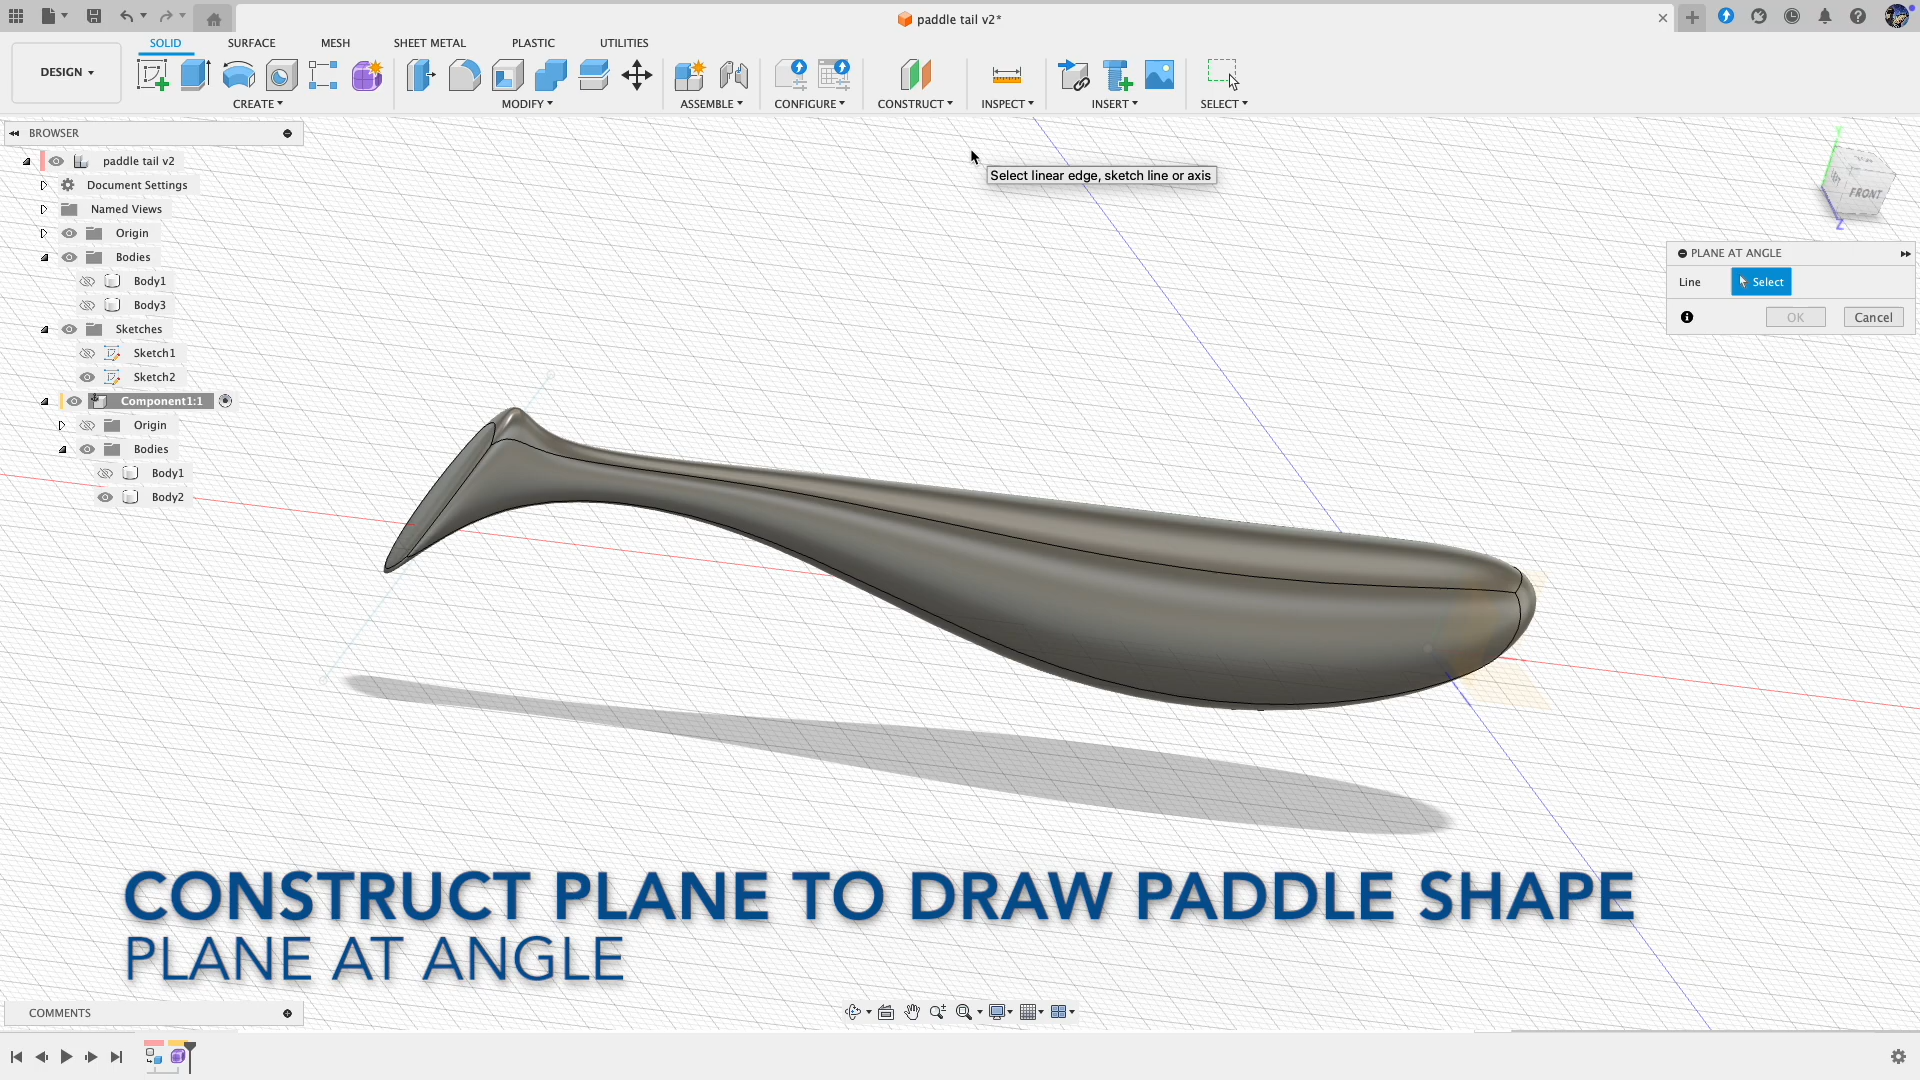 paddle tail v2*
SOLID SURFACE MESH SHEET METAL PLASTIC UTILITIES
DESIGN
CREATE MODIFY ASSEMBLE CONFIGURE CONSTRUCT INSPECT INSERT SELECT
BROWSER
paddle tail v2
Document Settings
Named Views
Origin
Bodies
Body1
Body3
Sketches
Sketch1
Sketch2
Component1:1
Origin
Bodies
Body1
Body2
Select linear edge, sketch line or axis
Y
FRONT
Z
PLANE AT ANGLE
Line Select
OK Cancel
CONSTRUCT PLANE TO DRAW PADDLE SHAPE
PLANE AT ANGLE
COMMENTS